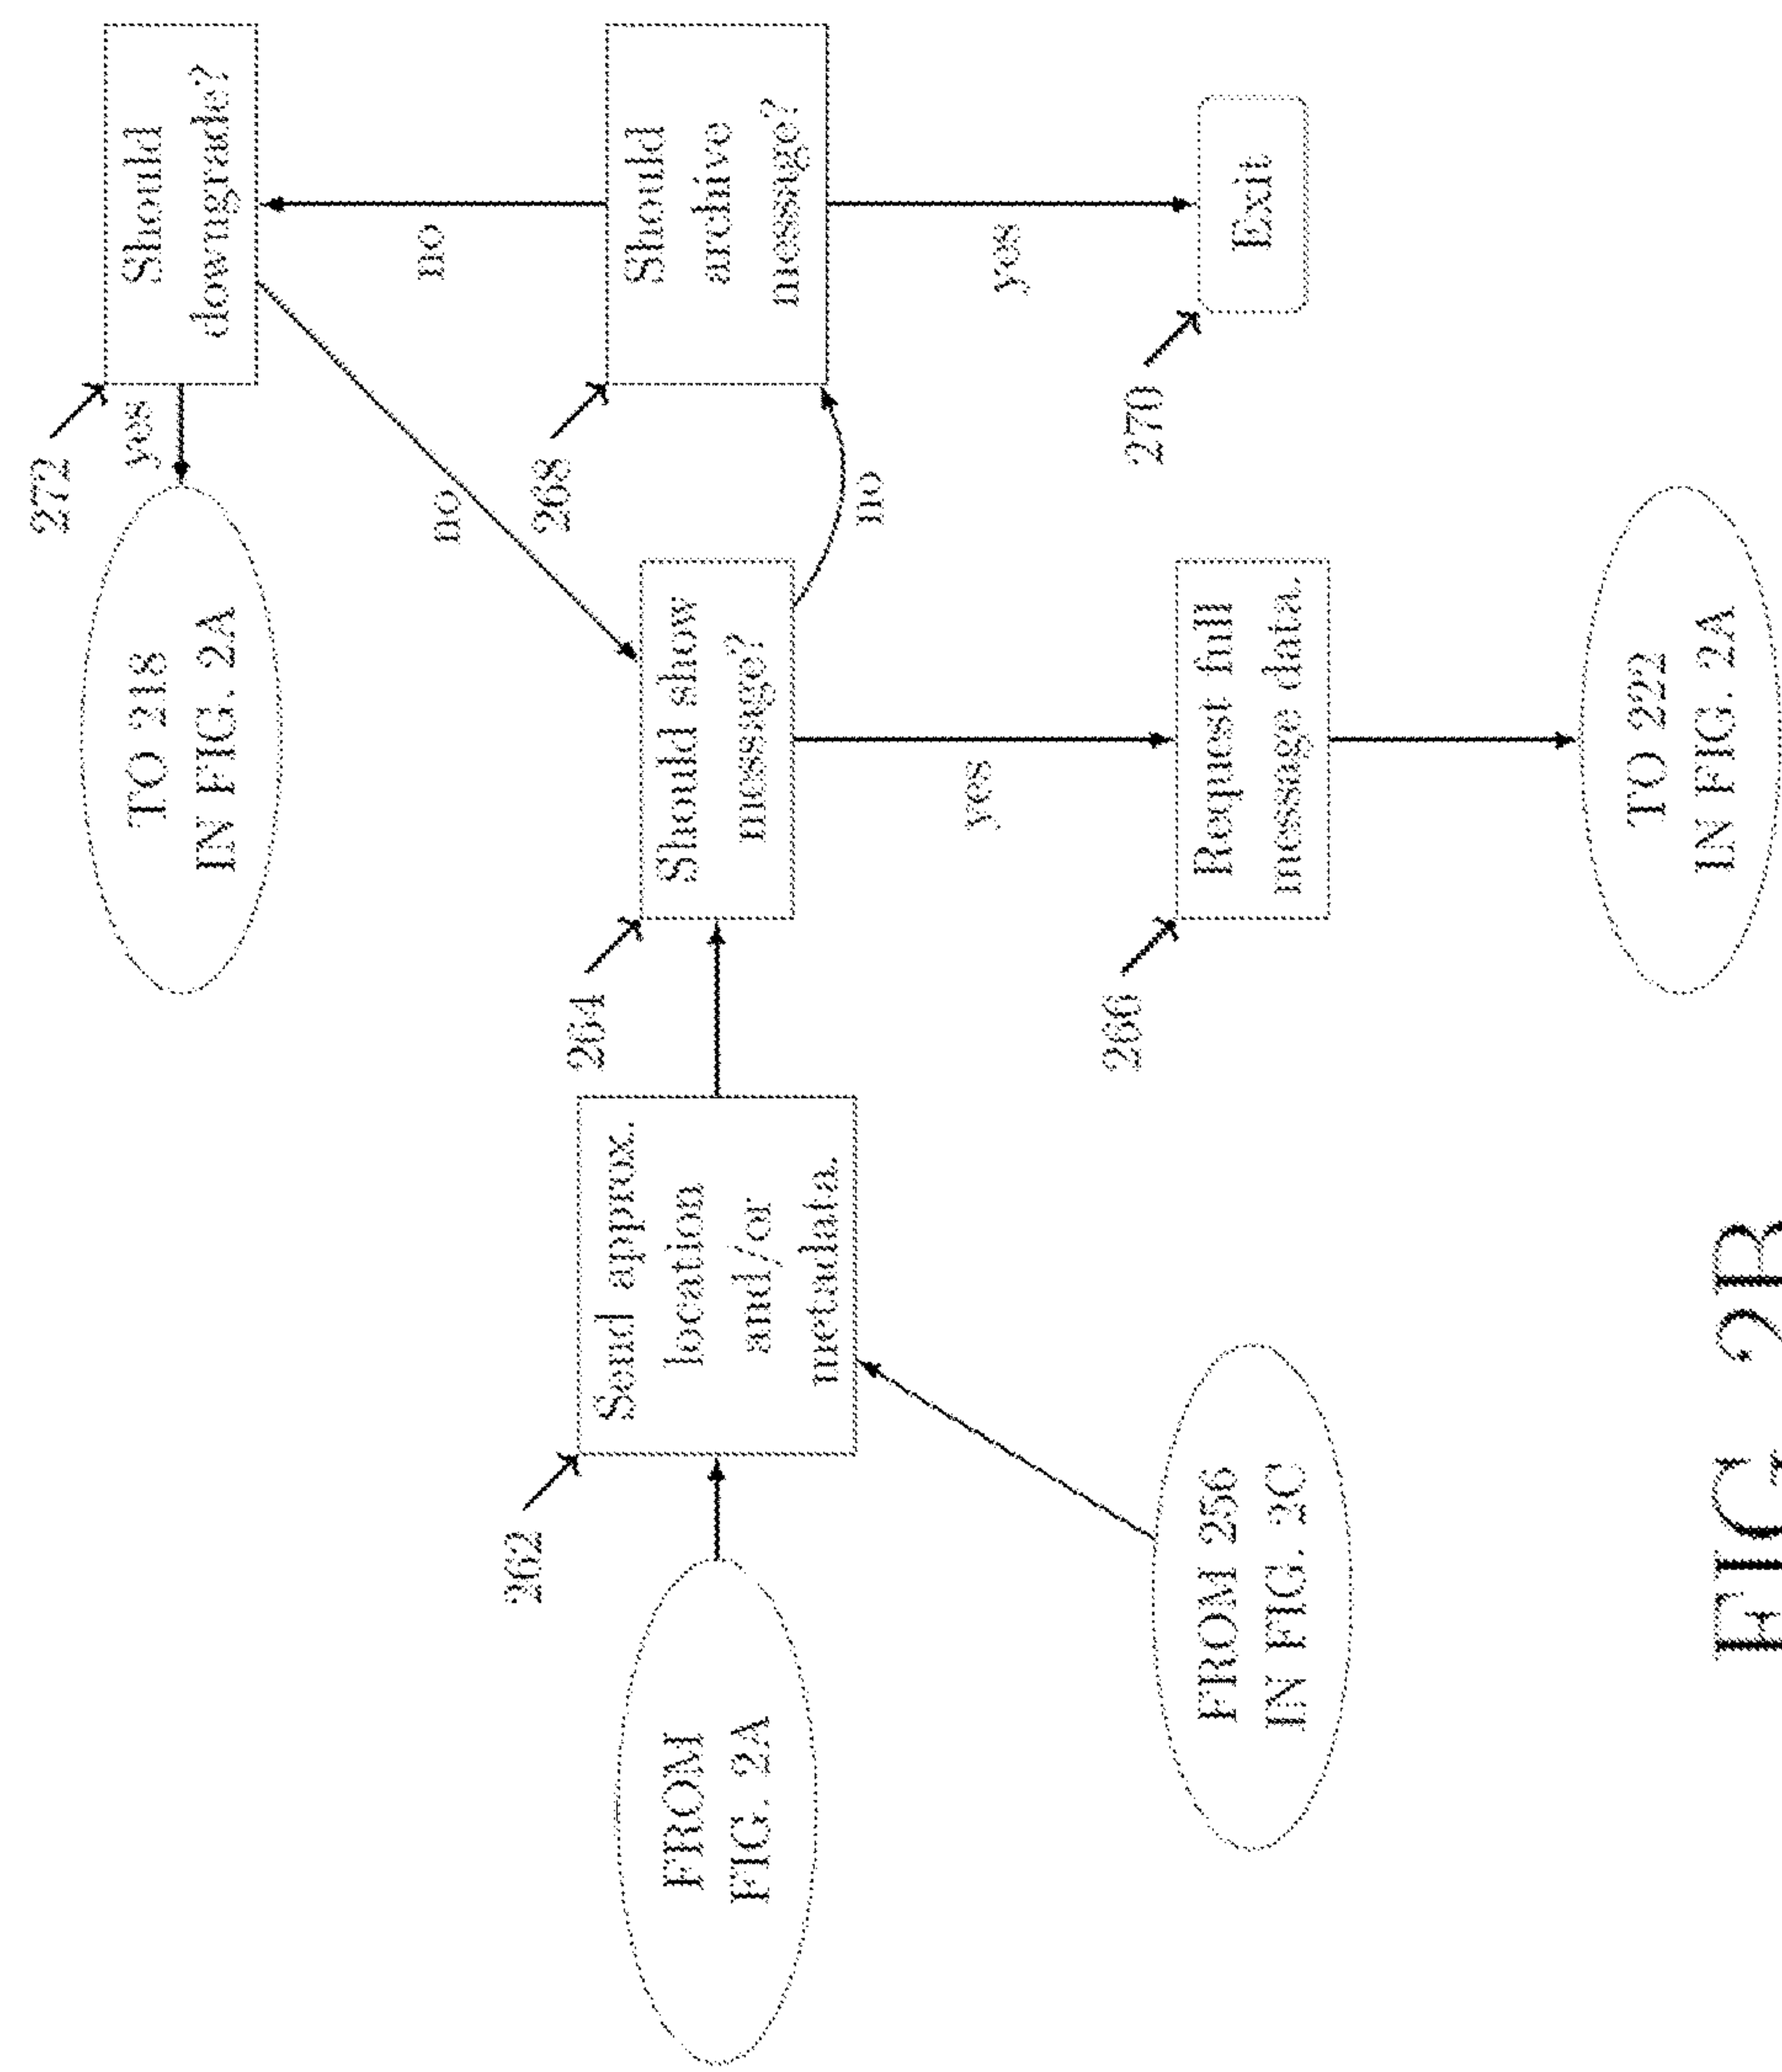 272
Should
downgrade?
yes
TO 218
IN FIG. 2A
no
no
268
Should
archive
message?
264
Should show
message?
no
yes
yes
262
Send approx.
location
and/or
metadata.
FROM
FIG. 2A
270
Exit
266
Request full
message data.
FROM 256
IN FIG. 2C
TO 222
IN FIG. 2A
FIG. 2B